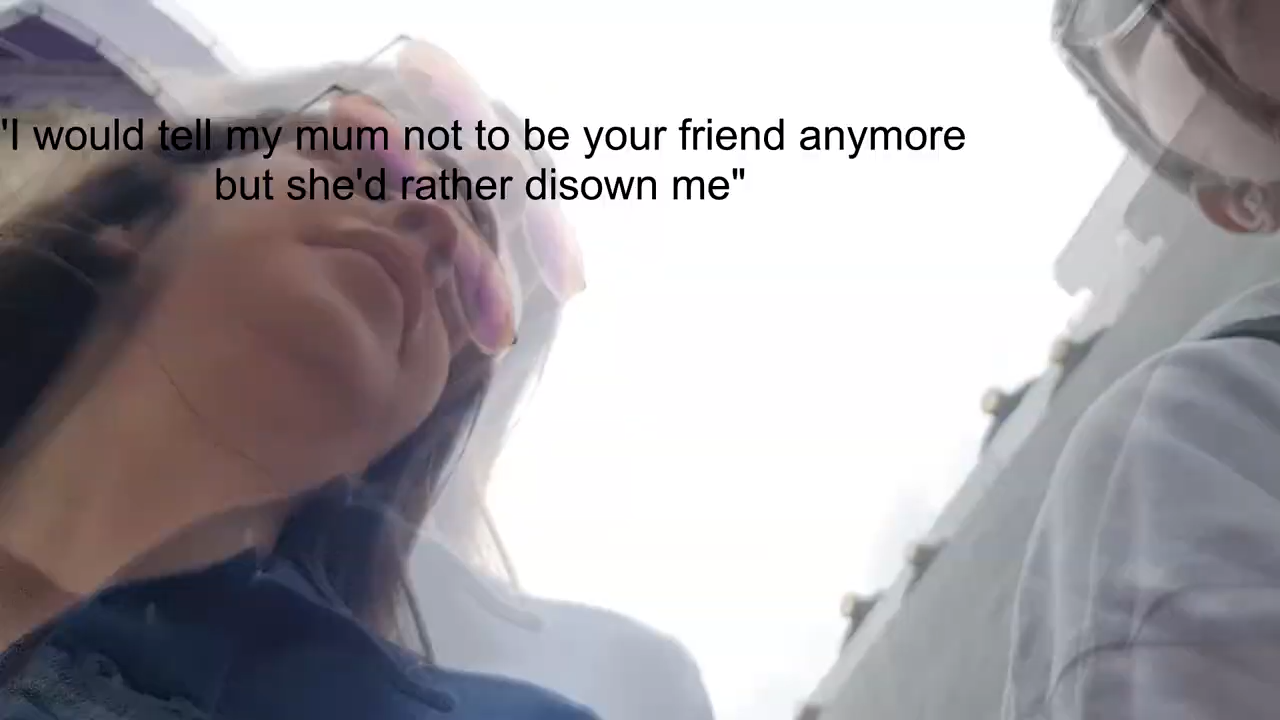 "I would tell my mum not to be your friend anymore
but she'd rather disown me"